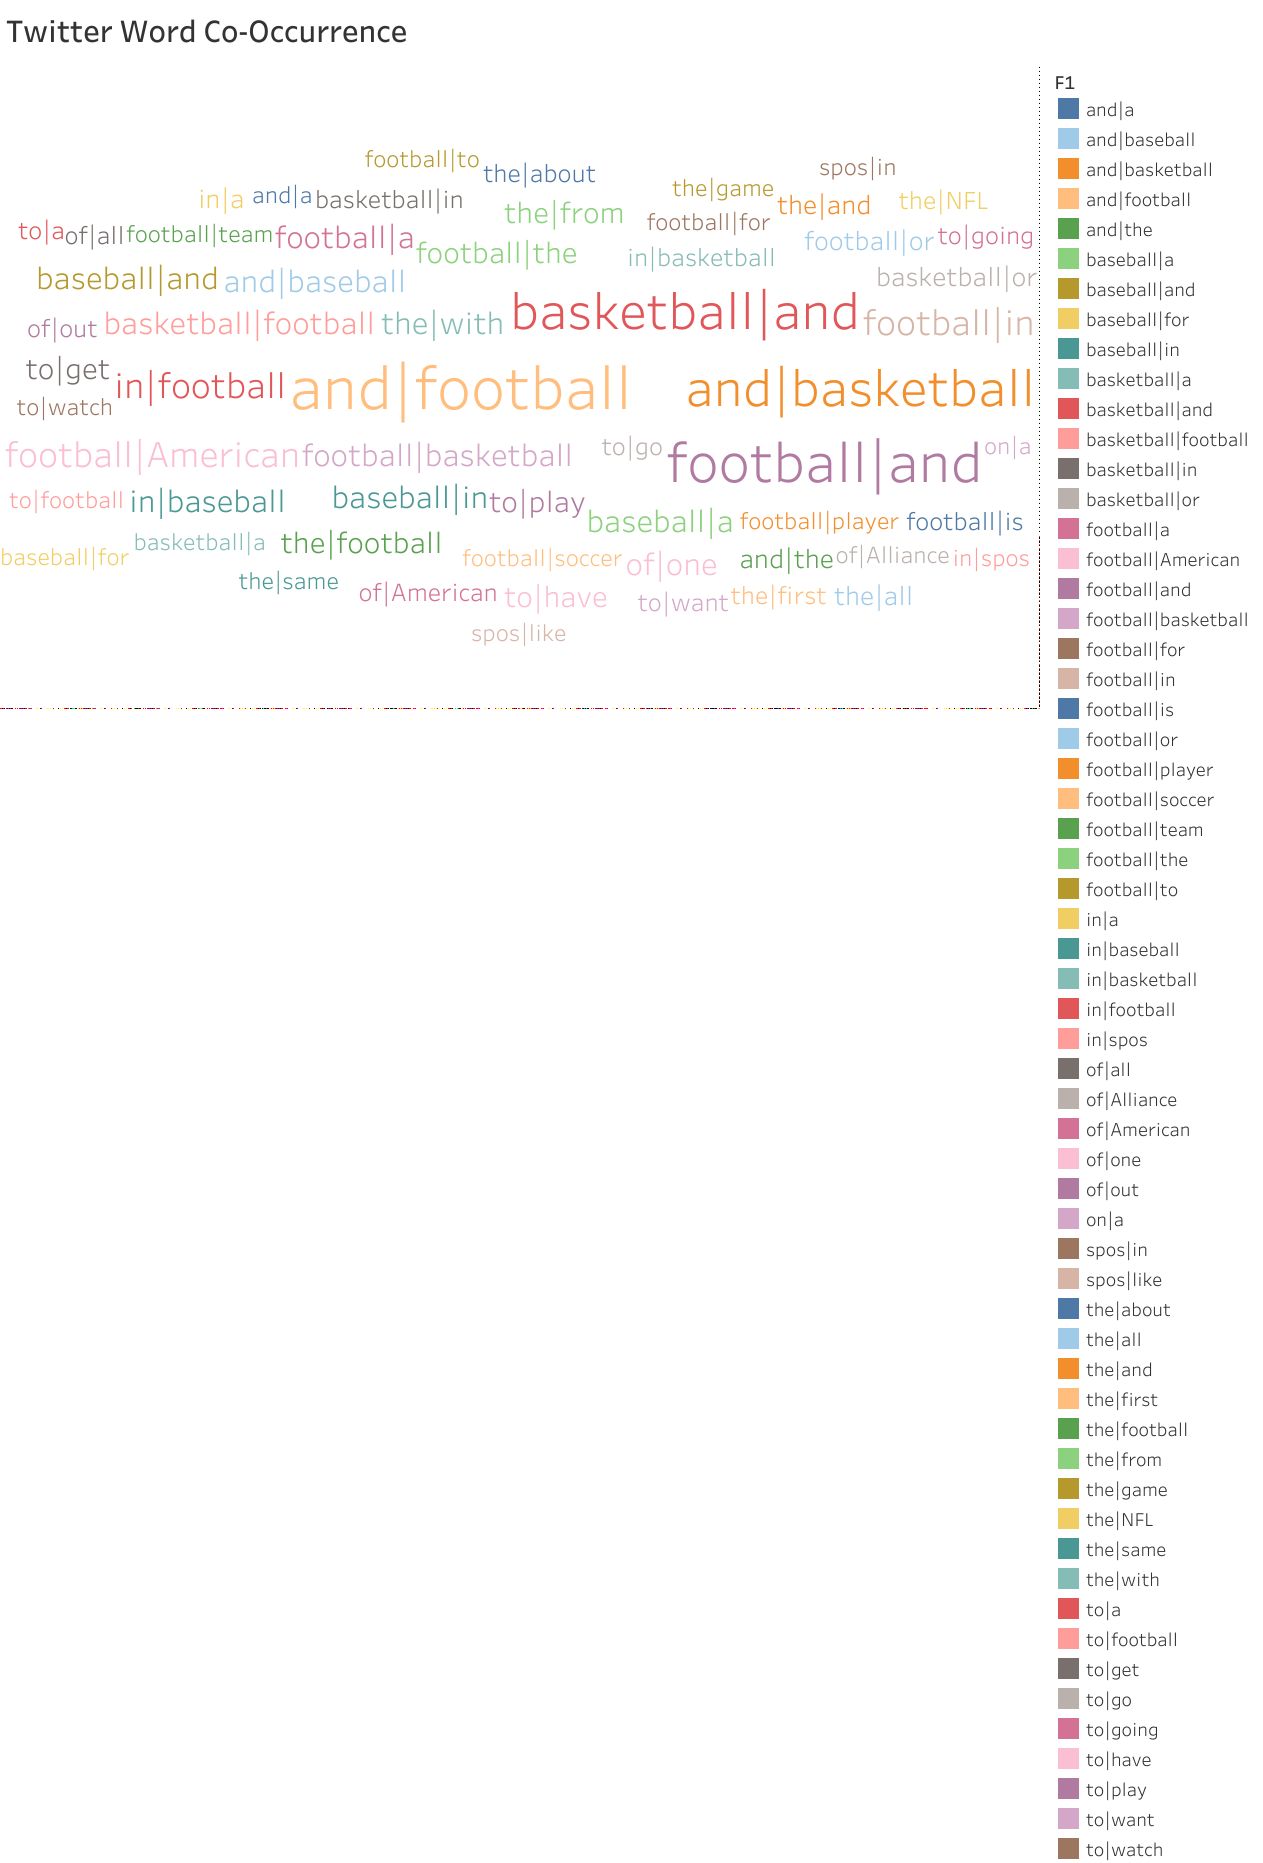 Twitter Word Co-Occurrence
football|to the|about spos|in
in|a and|a basketball|in the|from the|game the|and the|NFL
to|a of|all football|team football|a football|the football|for in|basketball football|or to|going
baseball|and and|baseball basketball|or
of|out basketball|football the|with basketball|and football|in
to|get in|football and|football and|basketball
to|watch
football|American football|basketball to|go football|and on|a
to|football in|baseball baseball|in to|play baseball|a football|player football|is
baseball|for basketball|a the|football football|soccer of|one and|the of|Alliance in|spos
the|same of|American to|have to|want the|first the|all
spos|like
F1
and|a
and|baseball
and|basketball
and|football
and|the
baseball|a
baseball|and
baseball|for
baseball|in
basketball|a
basketball|and
basketball|football
basketball|in
basketball|or
football|a
football|American
football|and
football|basketball
football|for
football|in
football|is
football|or
football|player
football|soccer
football|team
football|the
football|to
in|a
in|baseball
in|basketball
in|football
in|spos
of|all
of|Alliance
of|American
of|one
of|out
on|a
spos|in
spos|like
the|about
the|all
the|and
the|first
the|football
the|from
the|game
the|NFL
the|same
the|with
to|a
to|football
to|get
to|go
to|going
to|have
to|play
to|want
to|watch